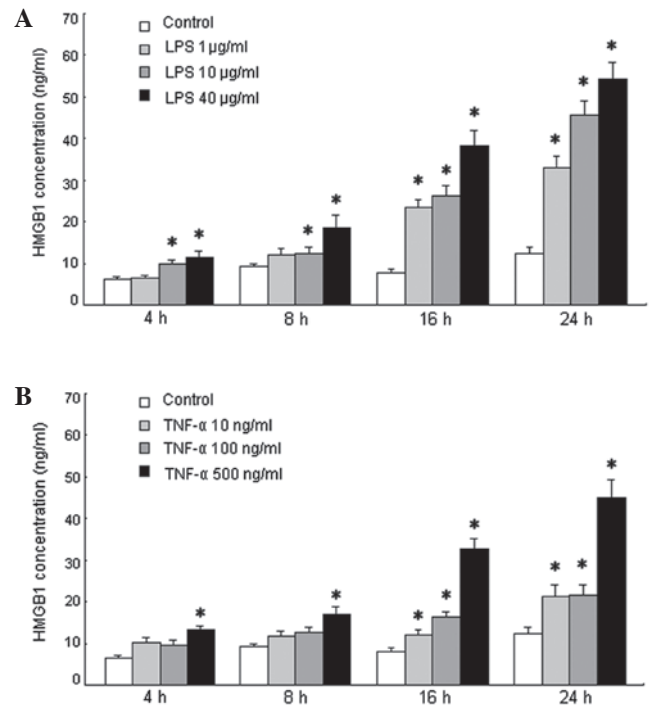 A
HMGB1 concentration (ng/ml)
70
60
50
40
30
20
10
0
Control
LPS 1 µg/ml
LPS 10 µg/ml
LPS 40 µg/ml
* * * * * * * * * *
4 h 8 h 16 h 24 h
B
HMGB1 concentration (ng/ml)
70
60
50
40
30
20
10
0
Control
TNF-α 10 ng/ml
TNF-α 100 ng/ml
TNF-α 500 ng/ml
* * * * * * * *
4 h 8 h 16 h 24 h